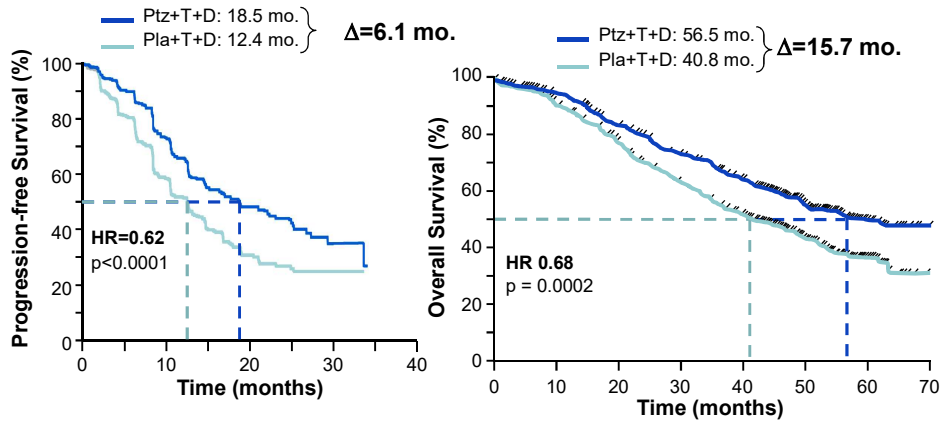 Ptz+T+D: 18.5 mo.
Pla+T+D: 12.4 mo.
Δ=6.1 mo.
Progression-free Survival (%)
100
80
60
40
20
0
HR=0.62
p<0.0001
0 10 20 30 40
Time (months)
Ptz+T+D: 56.5 mo.
Pla+T+D: 40.8 mo.
Δ=15.7 mo.
Overall Survival (%)
100
80
60
40
20
0
HR 0.68
p = 0.0002
0 10 20 30 40 50 60 70
Time (months)